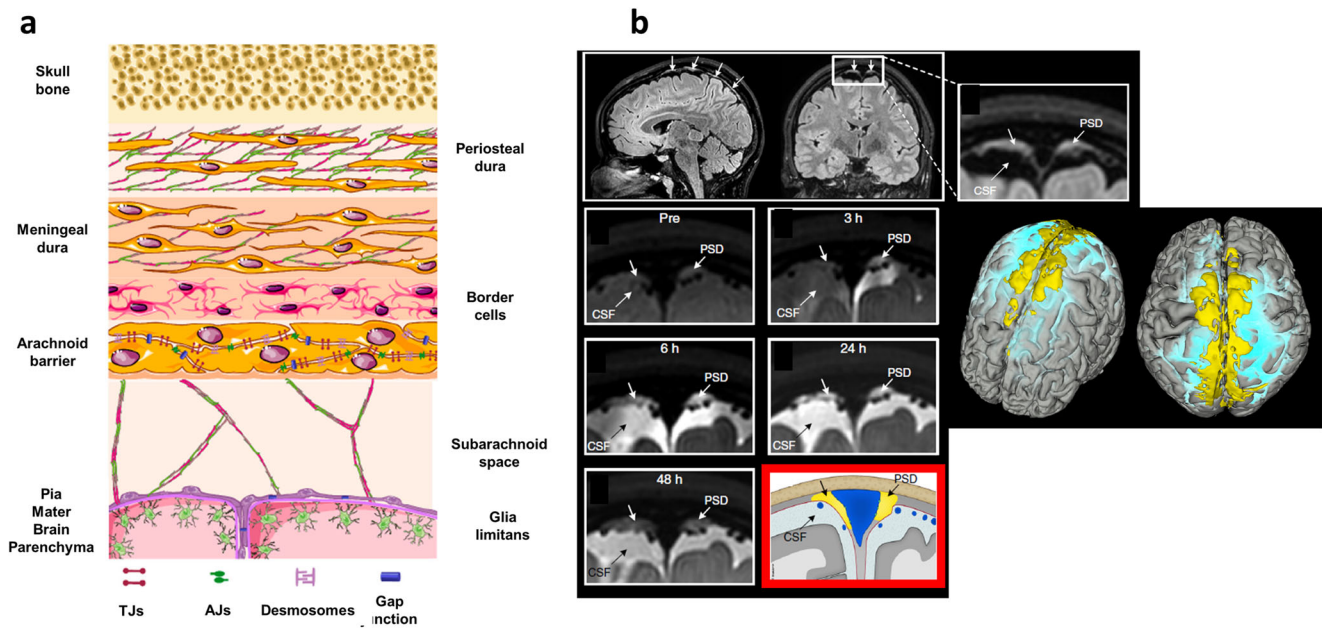 a
Skull
bone
Periosteal
dura
Meningeal
dura
Border
cells
Arachnoid
barrier
Subarachnoid
space
Pia
Mater
Brain
Parenchyma
Glia
limitans
TJs
AJs
Desmosomes
Gap
unction
b
PSD
CSF
Pre
PSD
CSF
3 h
PSD
CSF
6 h
PSD
CSF
24 h
PSD
CSF
48 h
PSD
CSF
PSD
CSF